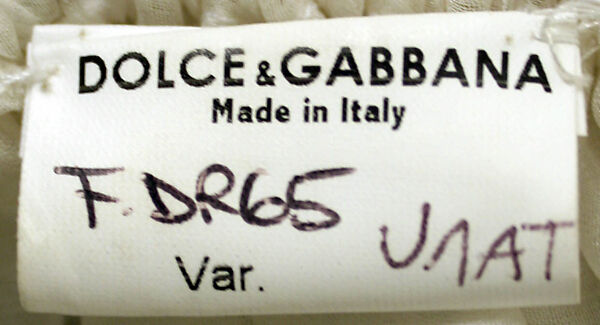 DOLCE & GABBANA
Made in Italy
F.DR65
Var. U1AT